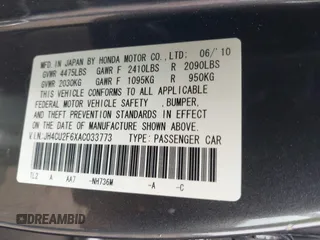 MFD. IN JAPAN BY HONDA MOTOR CO., LTD: 06/'10
GVWR 4475LBS GAWR F 2410LBS R 2090LBS
GVWR 2030KG GAWR F 1095KG R 950KG
THIS VEHICLE CONFORMS TO ALL APPLICABLE
FEDERAL MOTOR VEHICLE SAFETY, BUMPER,
AND THEFT PREVENTION STANDARDS IN EFFECT
ON THE DATE OF MANUFACTURE SHOWN ABOVE.
V.I.N: JH4CU2F6XAC033773 TYPE: PASSENGER CAR
TL2 A AA7 -NH736M -A -C
DREAMBID